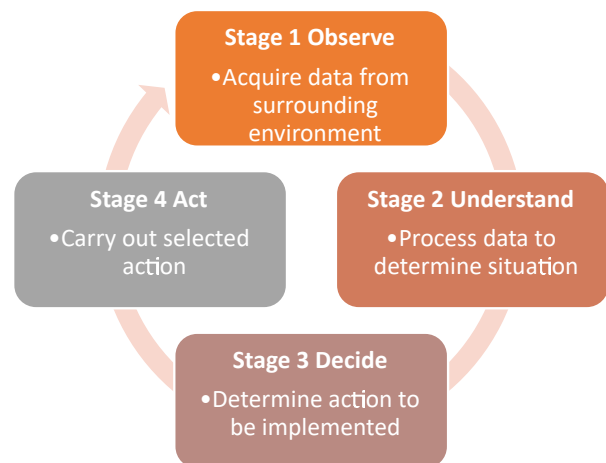 Stage 1 Observe
•Acquire data from
surrounding
environment
Stage 2 Understand
•Process data to
determine situation
Stage 3 Decide
•Determine action to
be implemented
Stage 4 Act
•Carry out selected
action